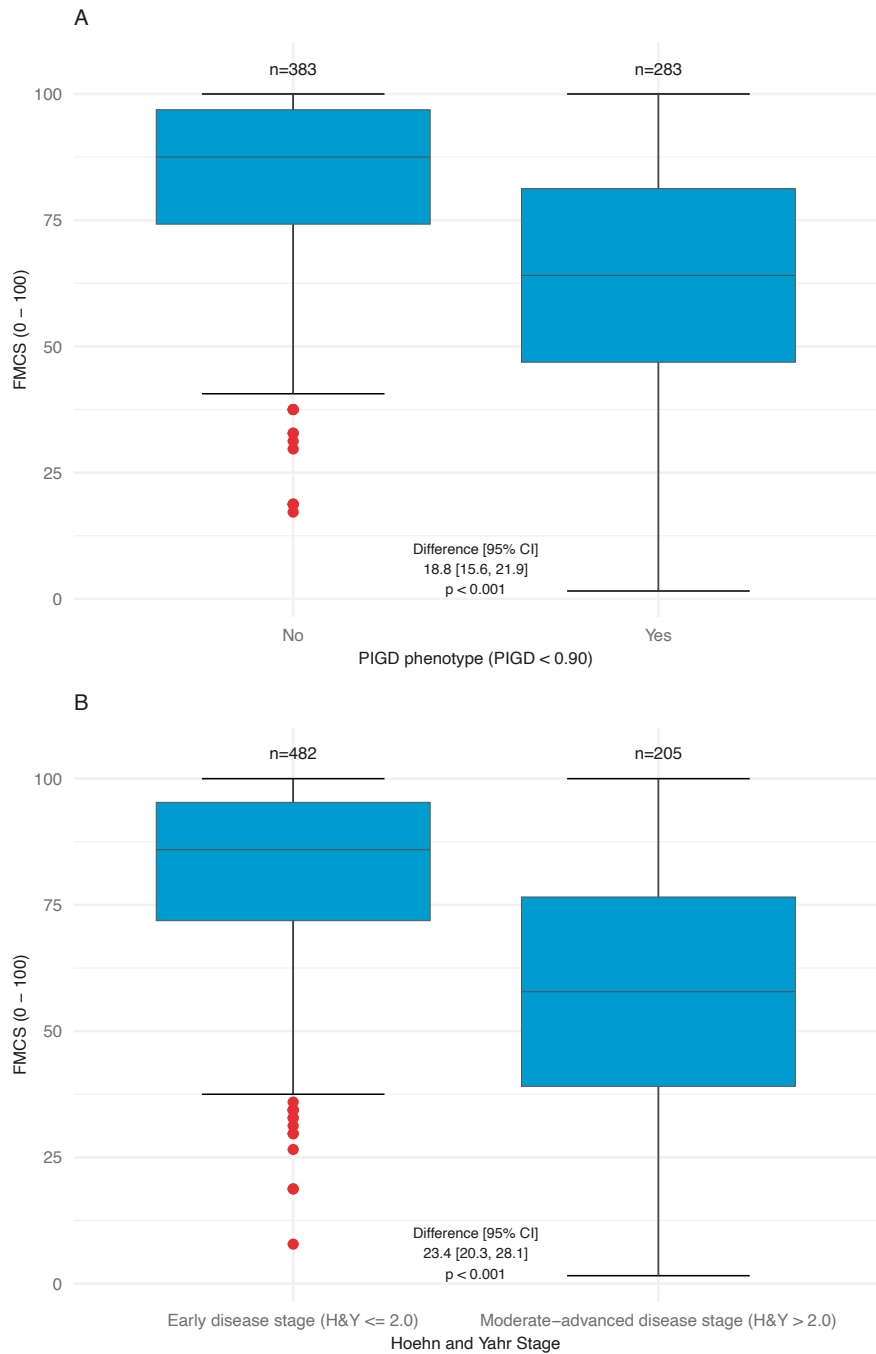 A
n=383
n=283
100
75
50
25
0
FMCS (0 – 100)
Difference [95% CI]
18.8 [15.6, 21.9]
p < 0.001
No
Yes
PIGD phenotype (PIGD < 0.90)
B
n=482
n=205
100
75
50
25
0
FMCS (0 – 100)
Difference [95% CI]
23.4 [20.3, 28.1]
p < 0.001
Early disease stage (H&Y <= 2.0)
Moderate–advanced disease stage (H&Y > 2.0)
Hoehn and Yahr Stage